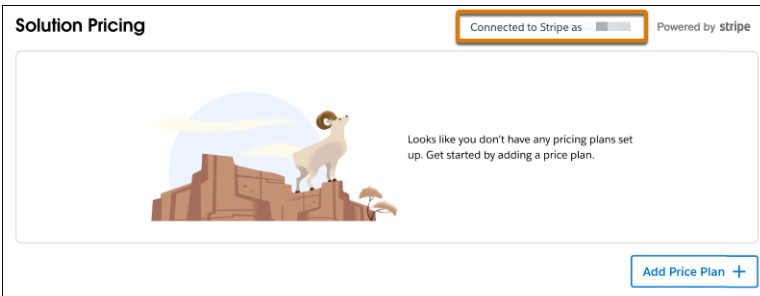 Solution Pricing
Connected to Stripe as
Powered by stripe
Looks like you don't have any pricing plans set
up. Get started by adding a price plan.
Add Price Plan +